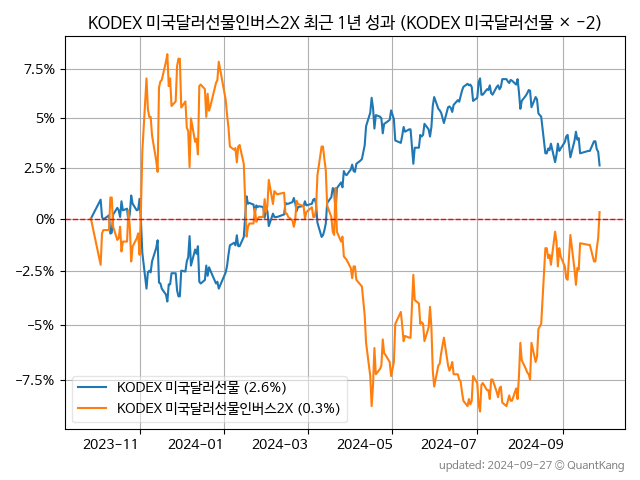 KODEX 미국달러선물인버스2X 최근 1년 성과 (KODEX 미국달러선물 × −2)
7.5%
5%
2.5%
0%
−2.5%
−5%
−7.5%
KODEX 미국달러선물 (2.6%)
KODEX 미국달러선물인버스2X (0.3%)
2023-11 2024-01 2024-03 2024-05 2024-07 2024-09
updated: 2024-09-27 © QuantKang